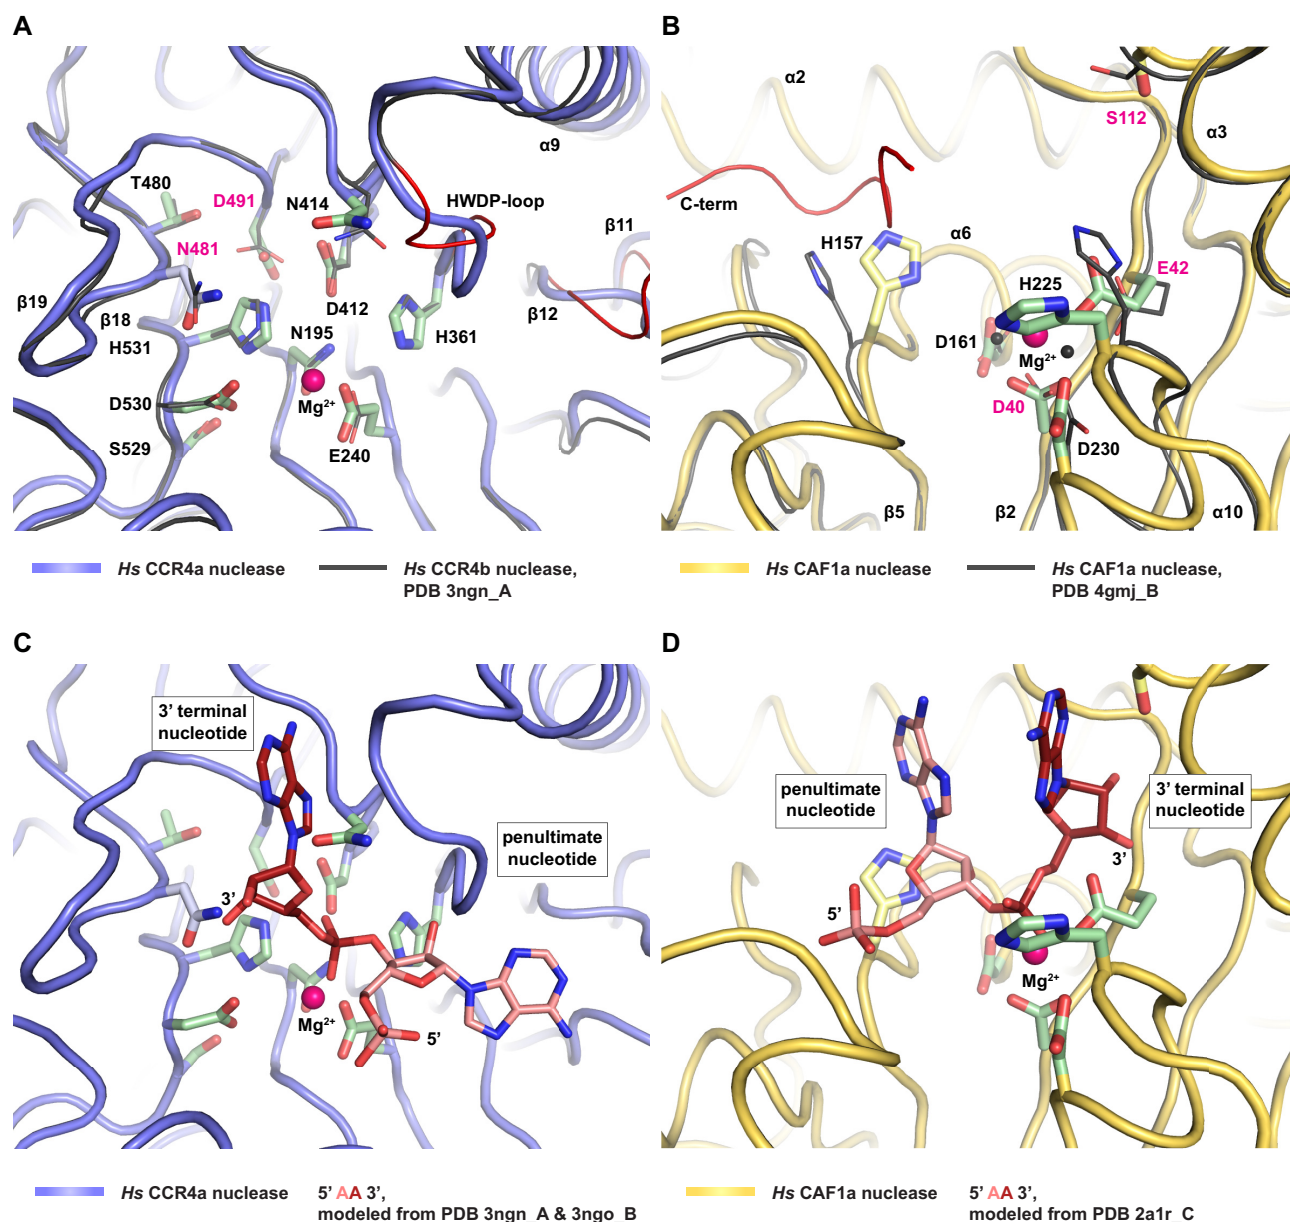 A
α9
T480
D491
N414
HWDP-loop
N481
β11
β19
β18
D412
β12
H531
N195
H361
D530
Mg2+
S529
E240
Hs CCR4a nuclease
Hs CCR4b nuclease,
PDB 3ngn_A
B
α2
S112
α3
C-term
H157
α6
E42
H225
D161
Mg2+
D40
D230
β5
β2
α10
Hs CAF1a nuclease
Hs CAF1a nuclease,
PDB 4gmj_B
C
3' terminal
nucleotide
penultimate
nucleotide
3'
Mg2+
5'
Hs CCR4a nuclease
5' AA 3',
modeled from PDB 3ngn_A & 3ngo_B
D
penultimate
nucleotide
3' terminal
nucleotide
3'
5'
Mg2+
Hs CAF1a nuclease
5' AA 3',
modeled from PDB 2a1r_C